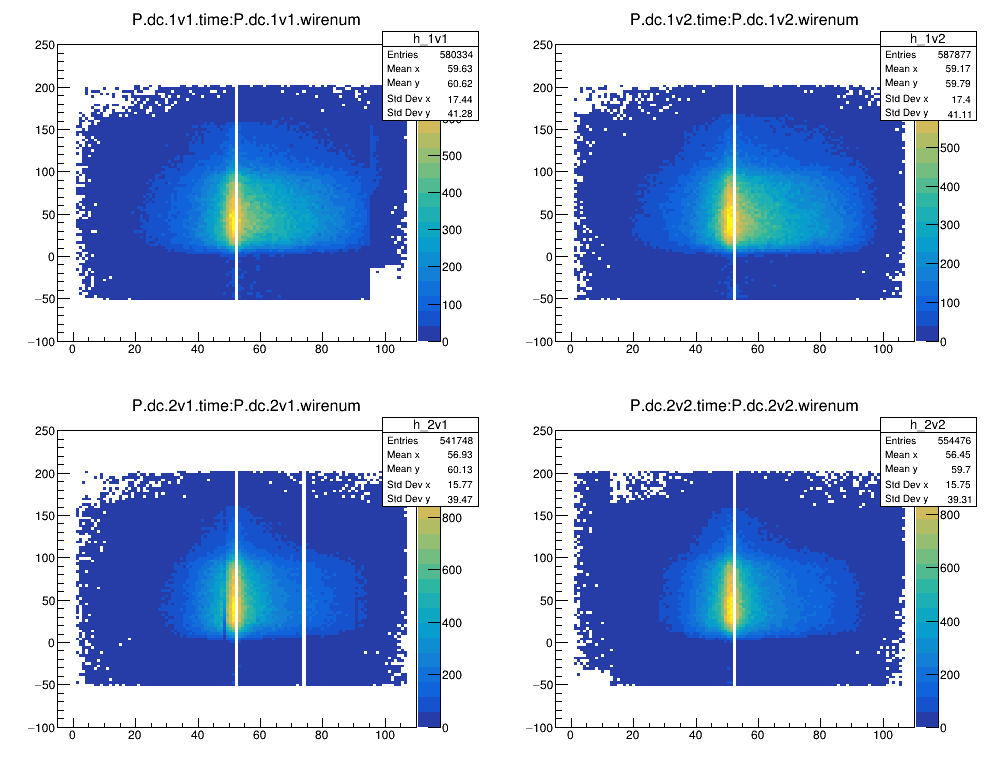 P.dc.1v1.time:P.dc.1v1.wirenum
h_1v1
Entries 580334
Mean x 59.63
Mean y 60.62
Std Dev x 17.44
Std Dev y 41.28
250
200
150
100
50
0
−50
−100
0 20 40 60 80 100
500
400
300
200
100
0
P.dc.1v2.time:P.dc.1v2.wirenum
h_1v2
Entries 587877
Mean x 59.17
Mean y 59.79
Std Dev x 17.4
Std Dev y 41.11
250
200
150
100
50
0
−50
−100
0 20 40 60 80 100
500
400
300
200
100
0
P.dc.2v1.time:P.dc.2v1.wirenum
h_2v1
Entries 541748
Mean x 56.93
Mean y 60.13
Std Dev x 15.77
Std Dev y 39.47
250
200
150
100
50
0
−50
−100
0 20 40 60 80 100
800
600
400
200
0
P.dc.2v2.time:P.dc.2v2.wirenum
h_2v2
Entries 554476
Mean x 56.45
Mean y 59.7
Std Dev x 15.75
Std Dev y 39.31
250
200
150
100
50
0
−50
−100
0 20 40 60 80 100
800
600
400
200
0